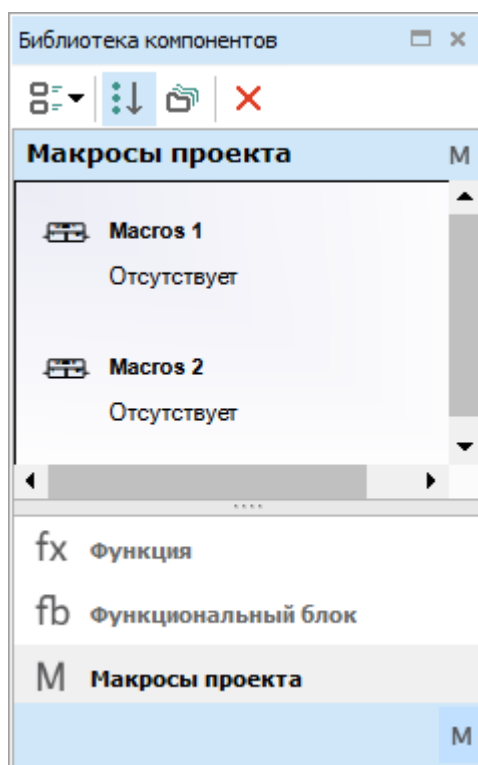 Библиотека компонентов
Макросы проекта M
Macros 1
Отсутствует
Macros 2
Отсутствует
fx Функция
fb Функциональный блок
M Макросы проекта
M